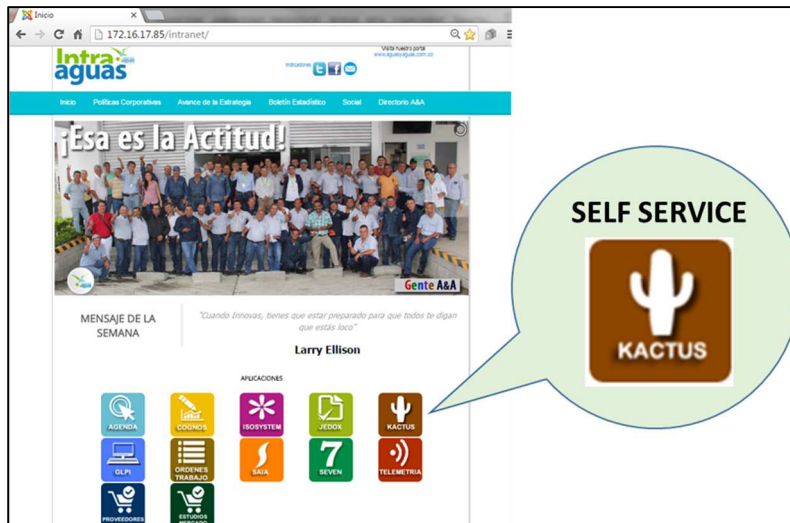 Inicio
172.16.17.85/intranet/
Intra
aguas
Visita nuestro portal
www.aguasyaguas.com.co
Indicadores
Inicio Políticas Corporativas Avance de la Estrategia Boletín Estadístico Social Directorio A&A
¡Esa es la Actitud!
Gente A&A
MENSAJE DE LA
SEMANA
"Cuando Innovas, tienes que estar preparado para que todos te digan
que estás loco"
Larry Ellison
APLICACIONES
AGENDA COGNOS ISOSYSTEM JEDOX KACTUS
GLPI ORDENES
TRABAJO SAIA 7
SEVEN TELEMETRIA
PROVEEDORES ESTUDIOS
MERCADO
SELF SERVICE
KACTUS